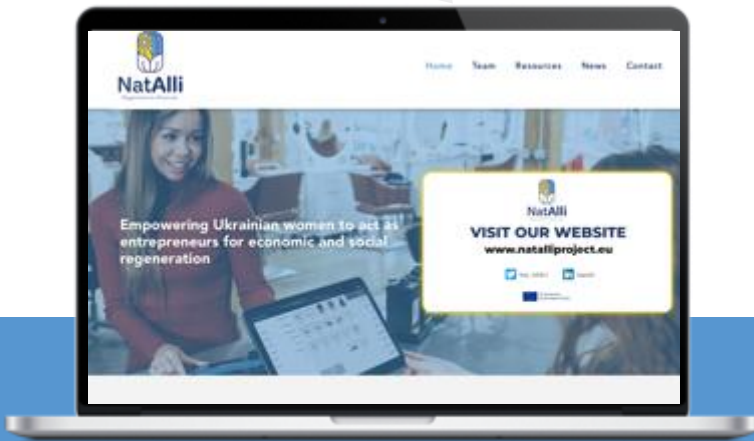 NatAlli
Home Team Resources News Contact
Empowering Ukrainian women to act as
entrepreneurs for economic and social
regeneration
NatAlli
VISIT OUR WEBSITE
www.natalliproject.eu